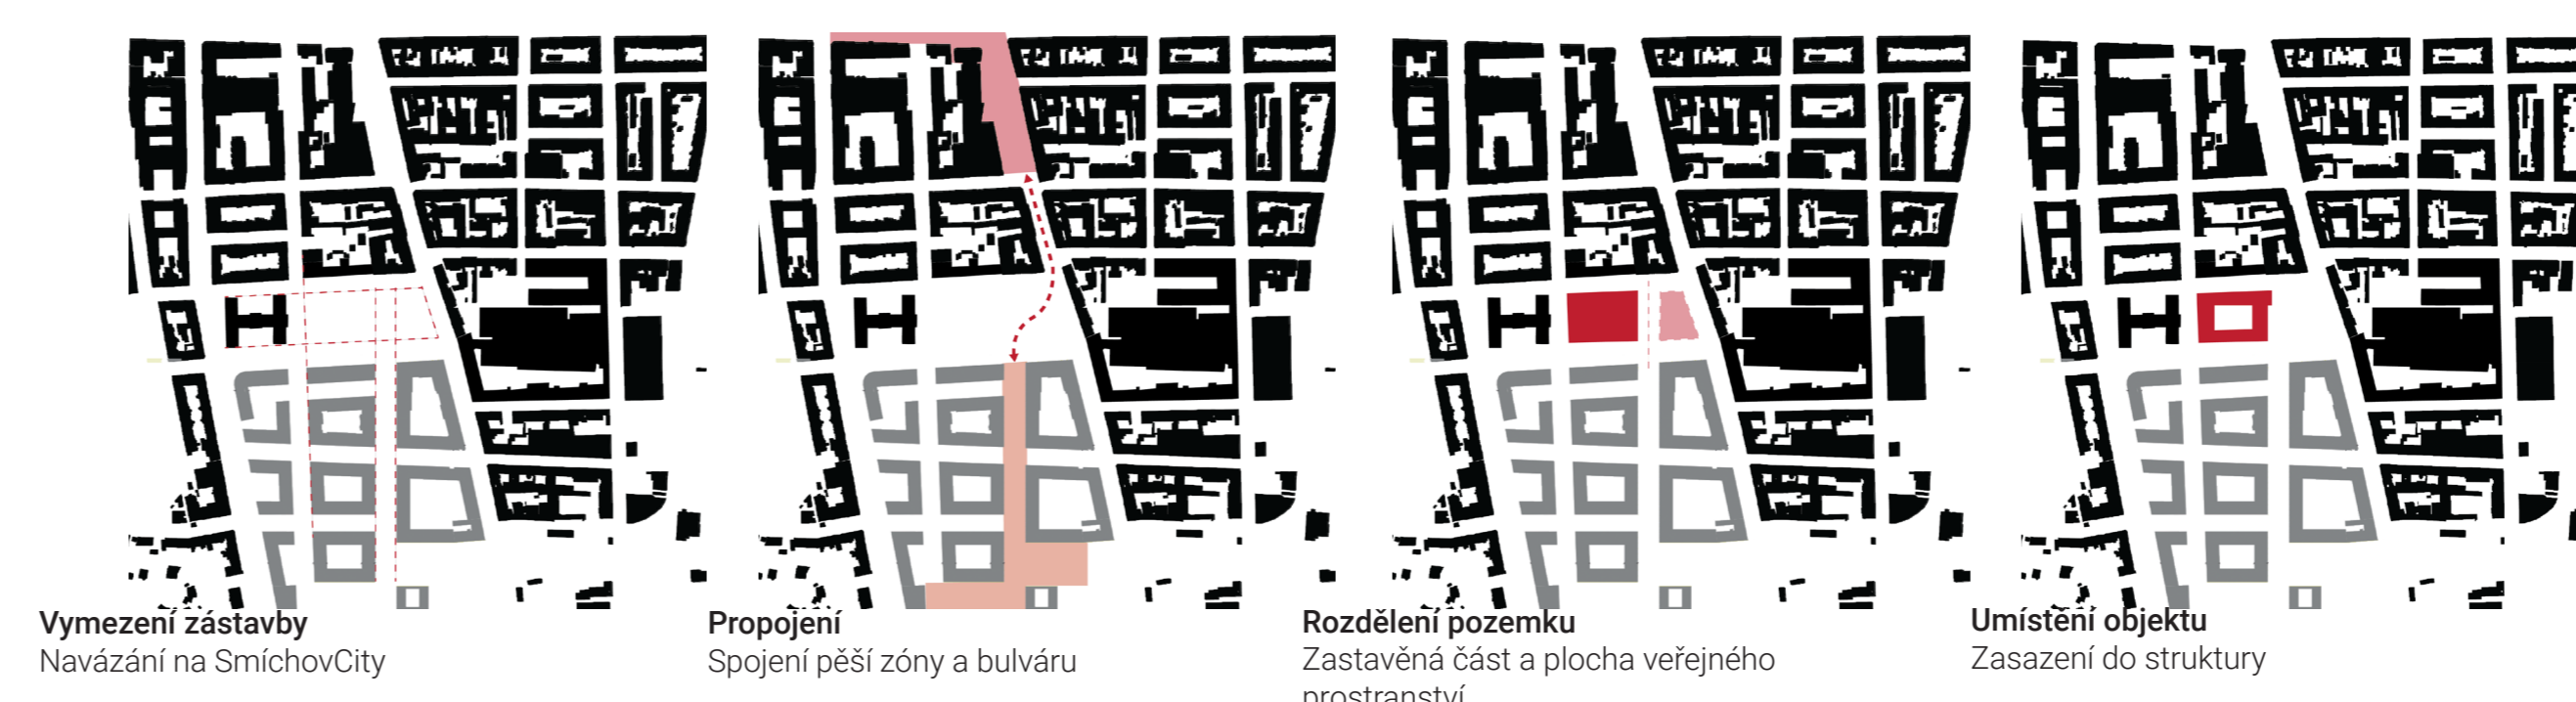 Vymezení zástavby
Navázání na SmíchovCity
Propojení
Spojení pěší zóny a bulváru
Rozdělení pozemku
Zastavěná část a plocha veřejného
prostranství
Umístění objektu
Zasazení do struktury